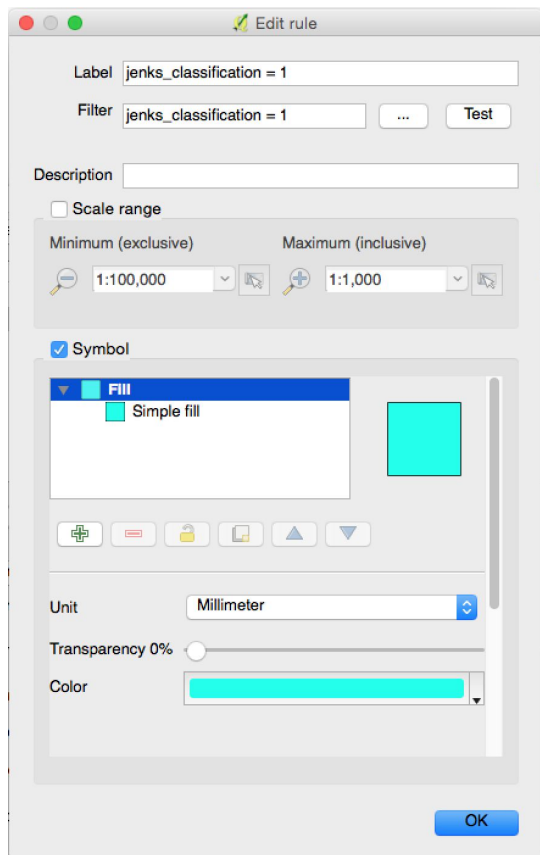 Edit rule
Label jenks_classification = 1
Filter jenks_classification = 1 ... Test
Description
Scale range
Minimum (exclusive) Maximum (inclusive)
1:100,000 1:1,000
Symbol
Fill
Simple fill
Unit Millimeter
Transparency 0%
Color
OK